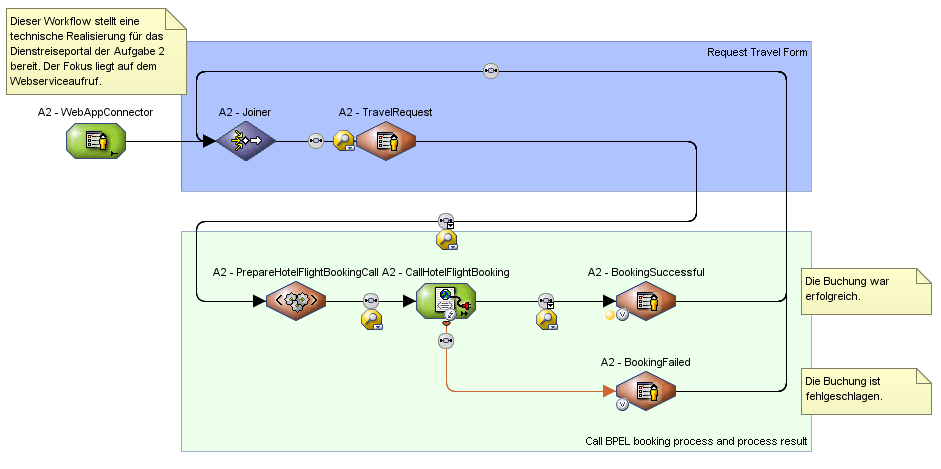 Dieser Workflow stellt eine
technische Realisierung für das
Dienstreiseportal der Aufgabe 2
bereit. Der Fokus liegt auf dem
Webserviceaufruf.
Request Travel Form
A2 - WebAppConnector
A2 - Joiner
A2 - TravelRequest
A2 - PrepareHotelFlightBookingCall
A2 - CallHotelFlightBooking
A2 - BookingSuccessful
Die Buchung war
erfolgreich.
V
A2 - BookingFailed
Die Buchung ist
fehlgeschlagen.
V
Call BPEL booking process and process result